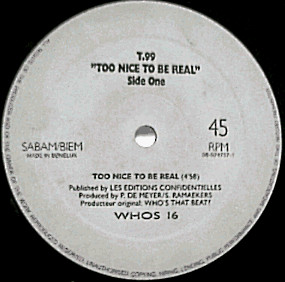 T.99
"TOO NICE TO BE REAL"
Side One
SABAM/BIEM
MADE IN BENELUX
45
RPM
TOO NICE TO BE REAL (4'58)
Published by LES EDITIONS CONFIDENTIELLES
Produced by P. DE MEYER/S. RAMAEKERS
Producteur original: WHO'S THAT BEAT?
WHOS 16